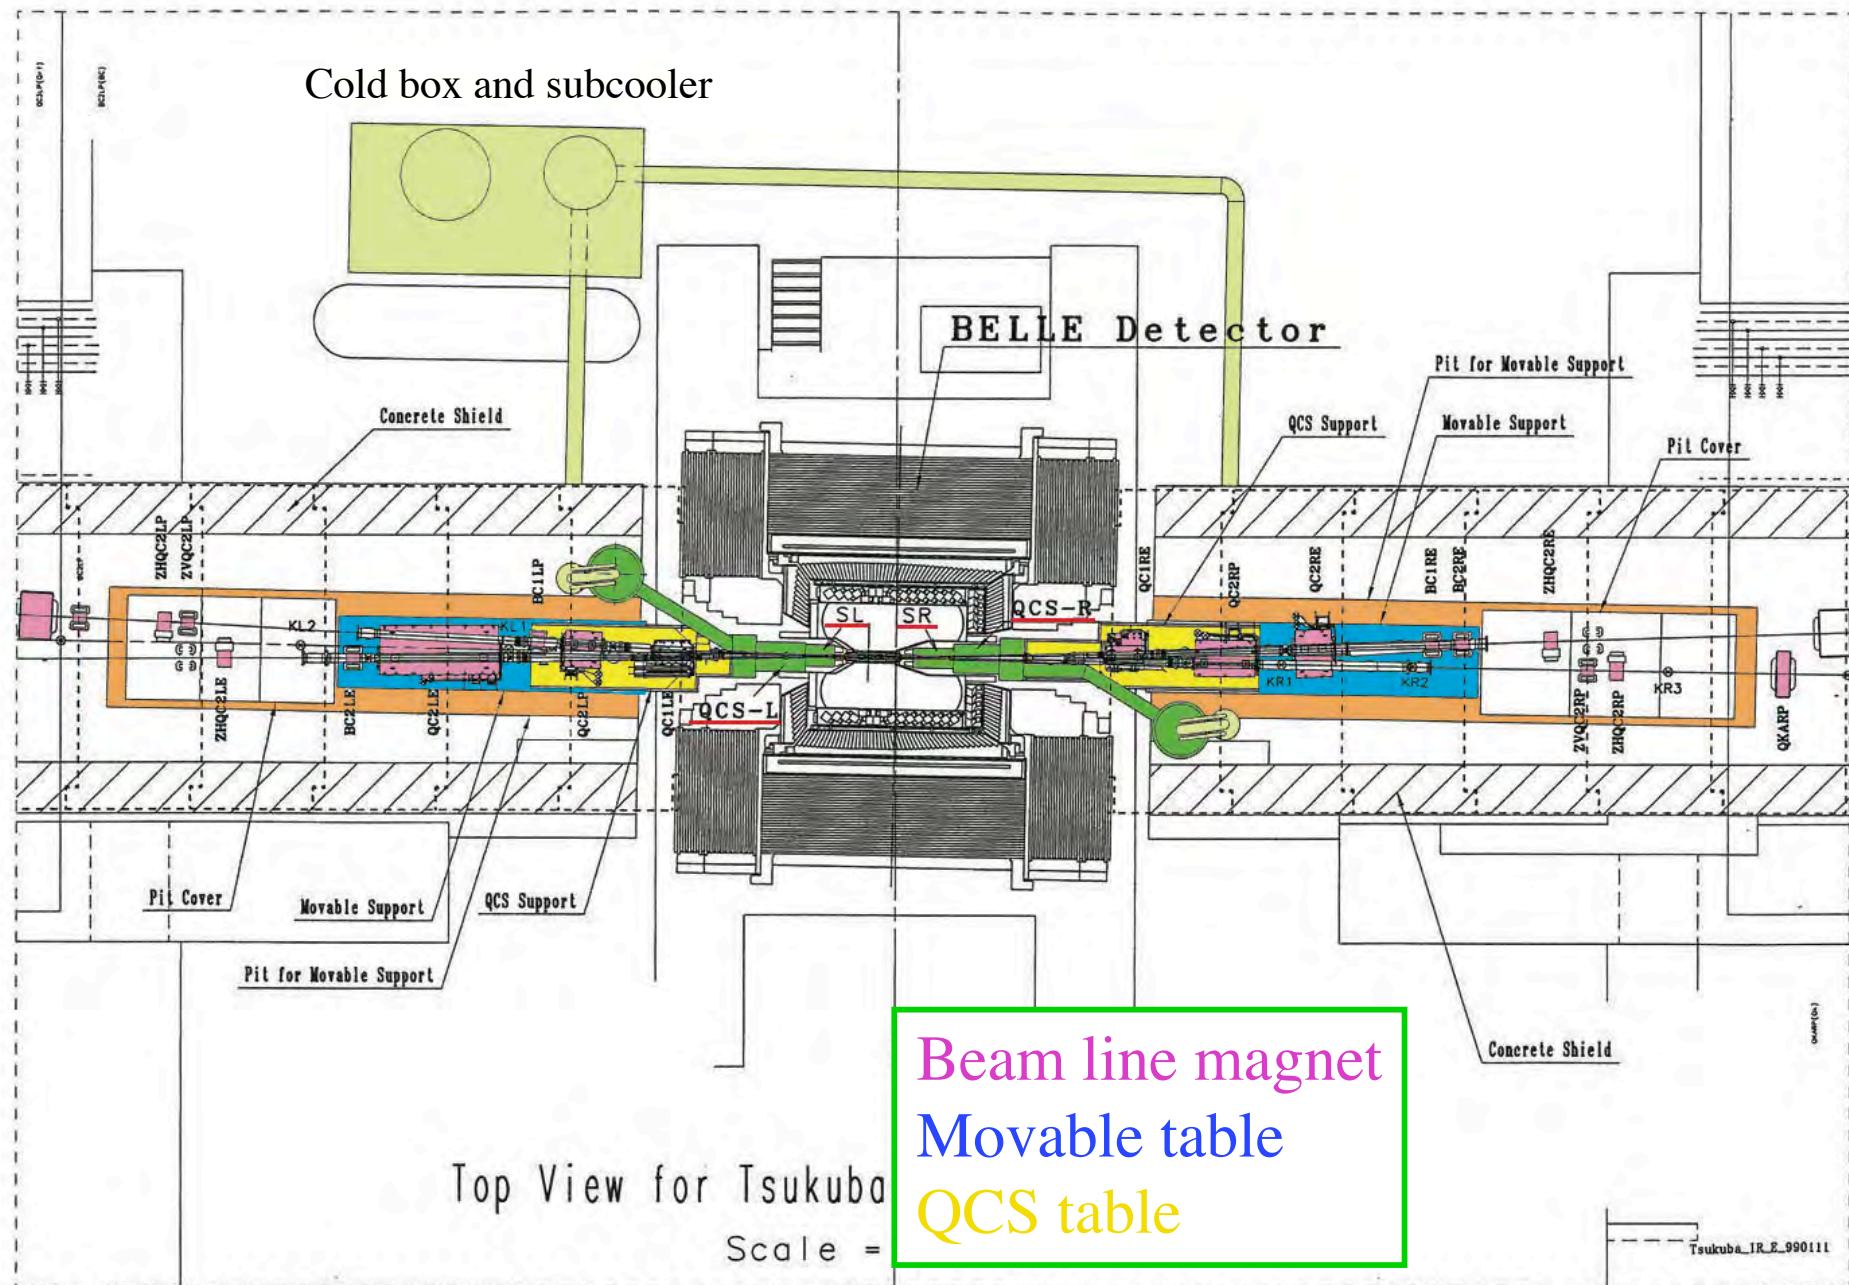 Cold box and subcooler
BELLE Detector
Pit for Movable Support
Concrete Shield
QCS Support
Movable Support
Pit Cover
ZHQC2LP
ZVQC2LP
BC1LP
QC1RE
QC2RP
QC2RE
BC1RE
BC2RE
ZHQC2RE
KL2
KL1
SL
SR
QCS-R
KR1
KR2
KR3
ZHQC2LE
BC2LE
QC2LE
QC2LP
QC1LE
QCS-L
ZVQC2RP
ZHQC2RP
QKARP
Pit Cover
Movable Support
QCS Support
Pit for Movable Support
Concrete Shield
Beam line magnet
Movable table
QCS table
Top View for Tsukuba
Scale =
Tsukuba_IR_E_990111